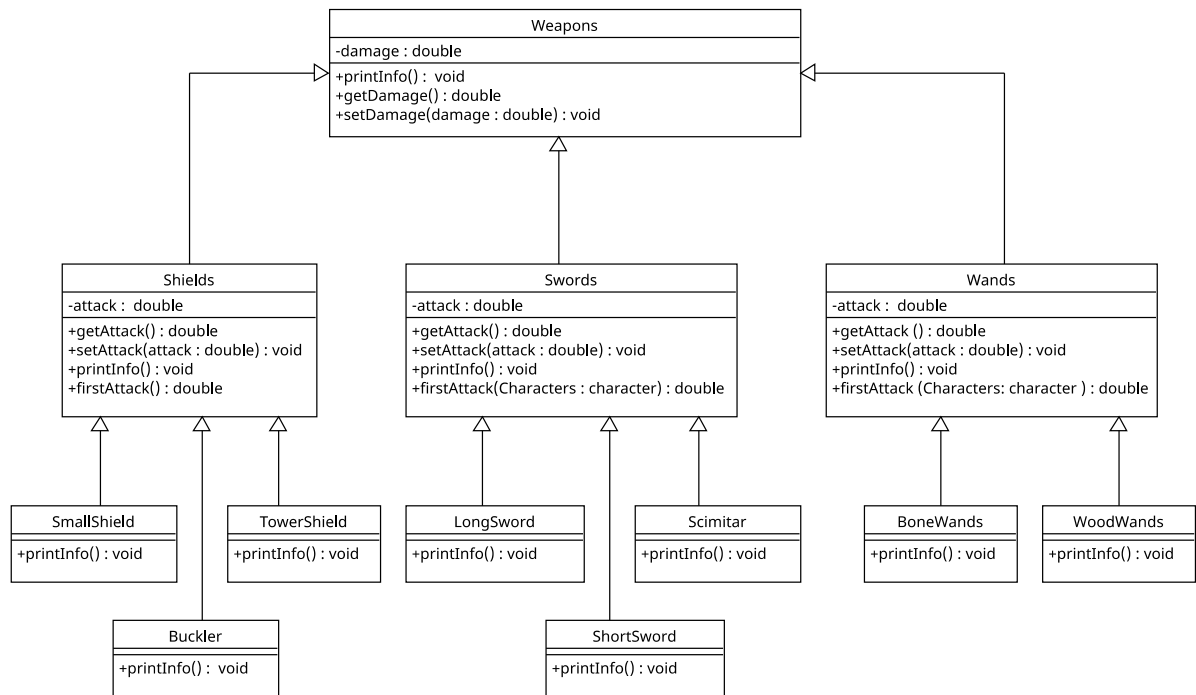 Weapons
-damage : double
+printInfo() :  void
+getDamage() : double
+setDamage(damage : double) : void
Shields
-attack :  double
+getAttack() : double
+setAttack(attack : double) : void
+printInfo() : void
+firstAttack() : double
Swords
-attack : double
+getAttack() : double
+setAttack(attack : double) : void
+printInfo() : void
+firstAttack(Characters : character) : double
Wands
-attack :  double
+getAttack () : double
+setAttack(attack : double) : void
+printInfo() : void
+firstAttack (Characters: character ) : double
SmallShield
+printInfo() : void
TowerShield
+printInfo() : void
LongSword
+printInfo() : void
Scimitar
+printInfo() : void
BoneWands
+printInfo() : void
WoodWands
+printInfo() : void
Buckler
+printInfo() :  void
ShortSword
+printInfo() : void